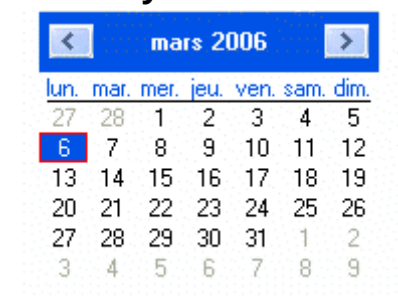 mars 2006
lun. mar. mer. jeu. ven. sam. dim.
27 28 1 2 3 4 5
6 7 8 9 10 11 12
13 14 15 16 17 18 19
20 21 22 23 24 25 26
27 28 29 30 31 1 2
3 4 5 6 7 8 9